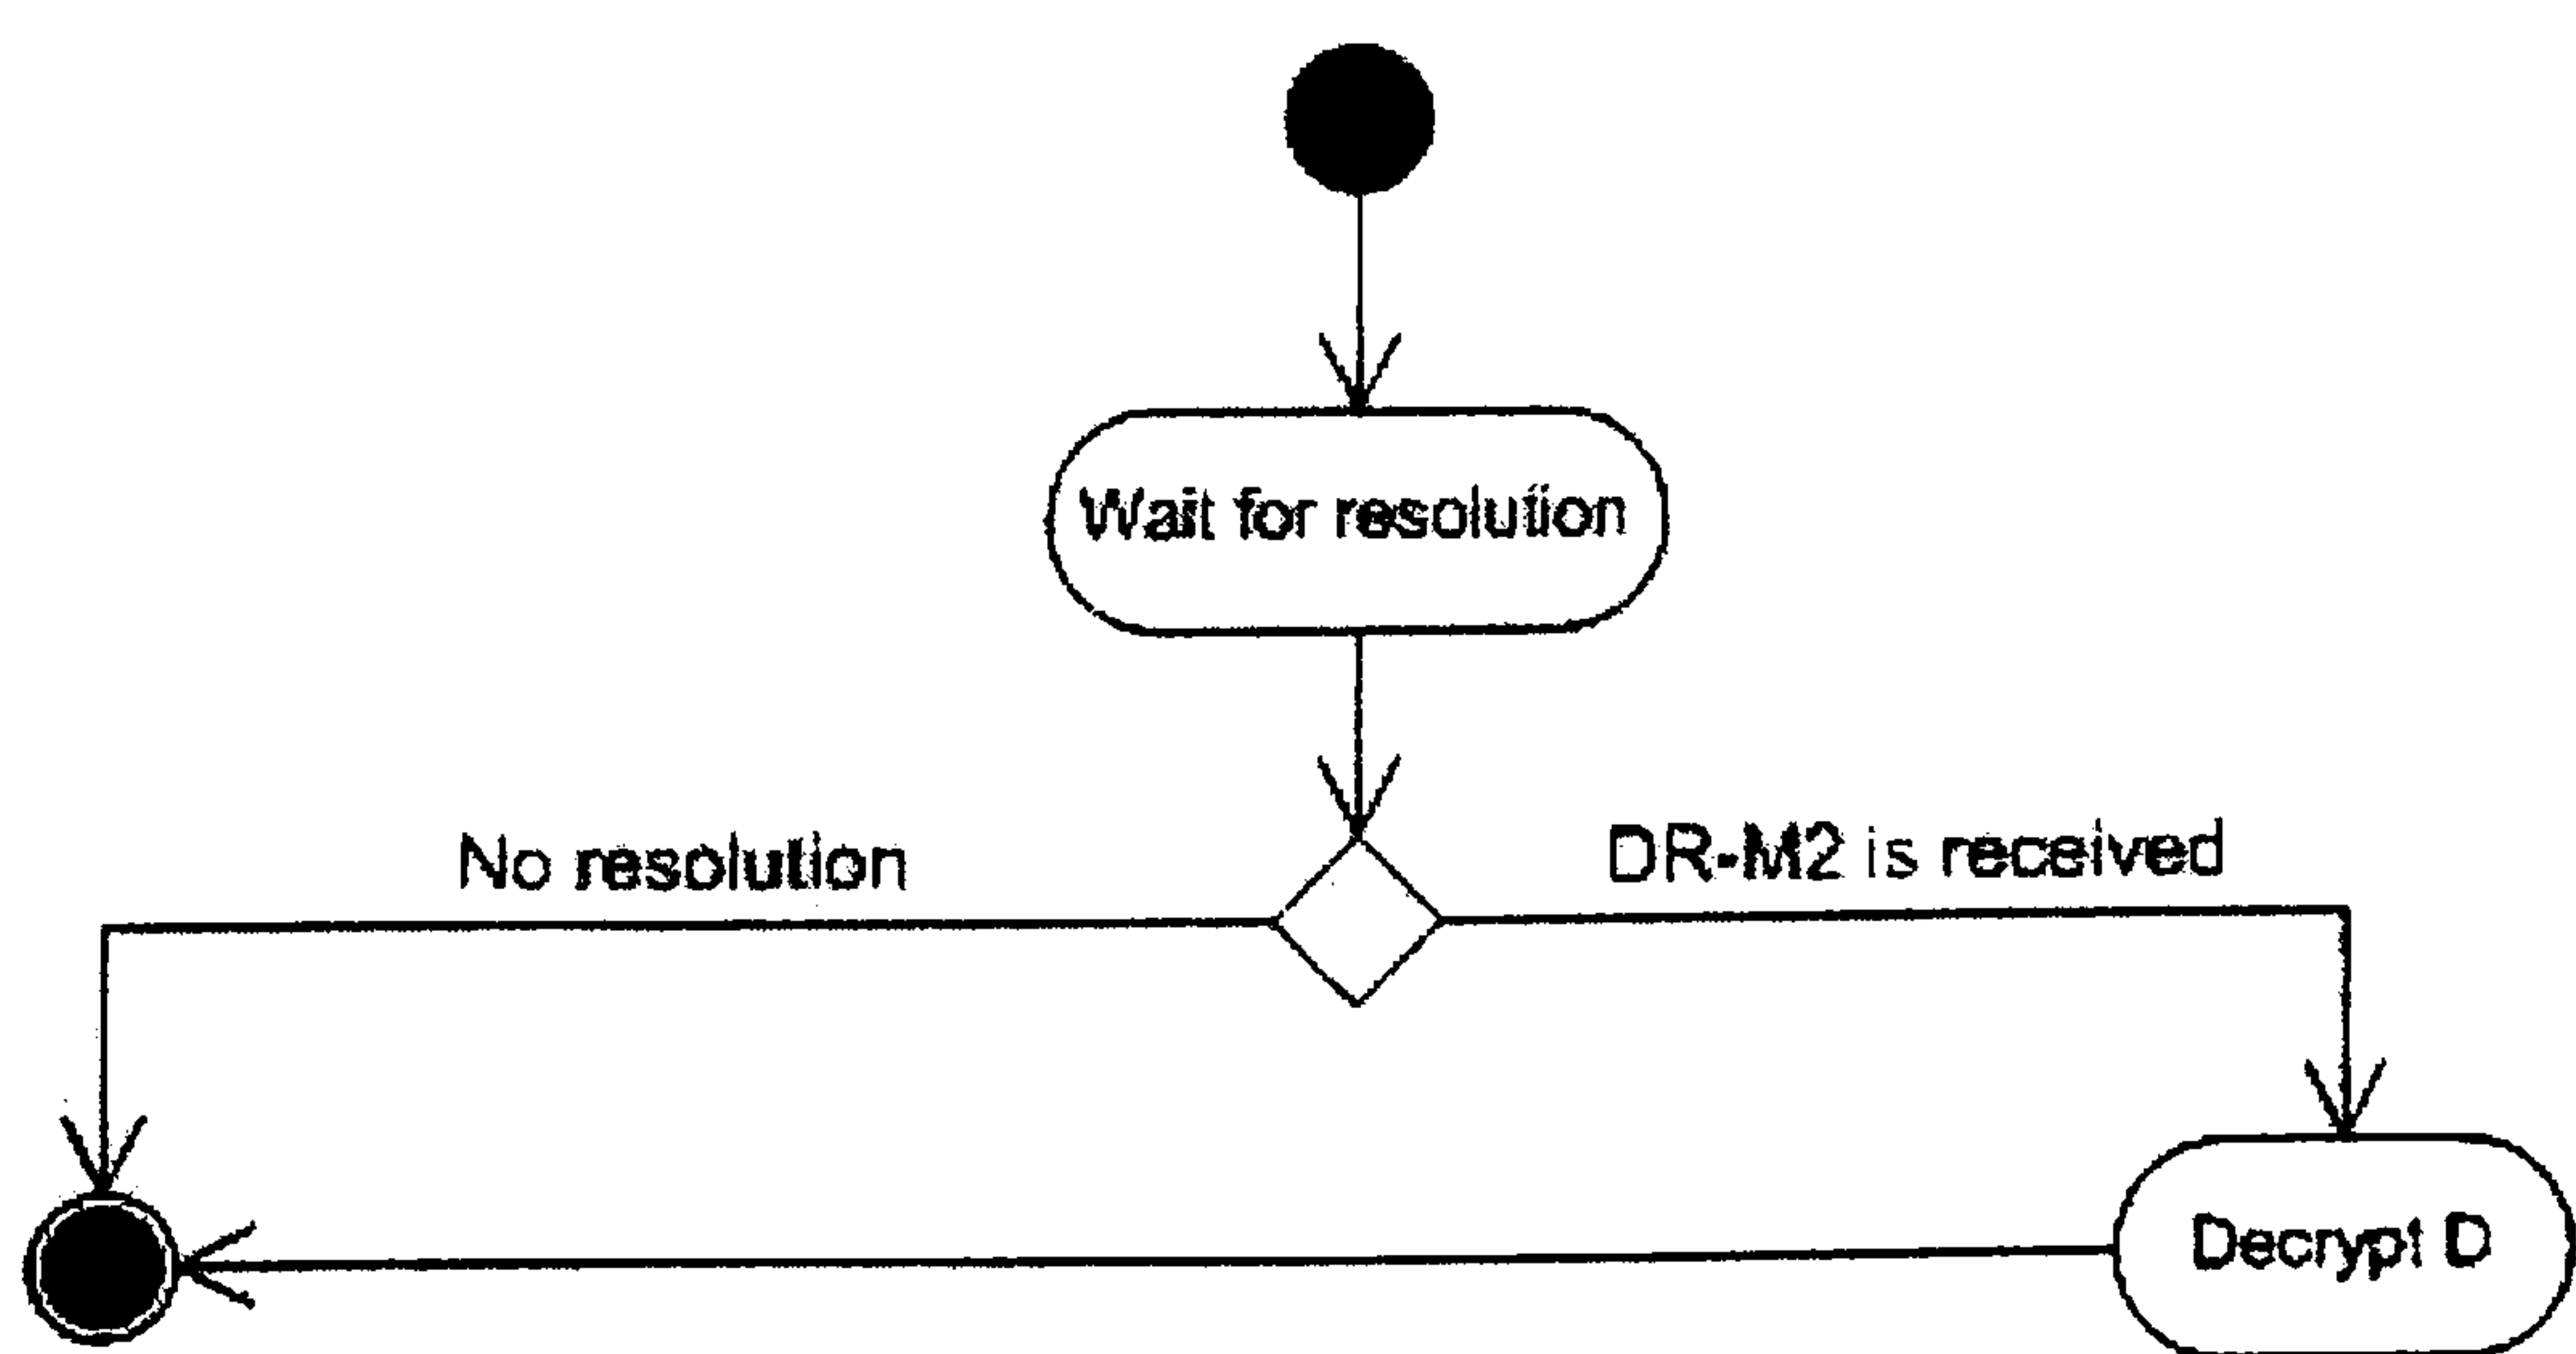 Wait for resolution
No resolution
DR-M2 is received
Decrypt D